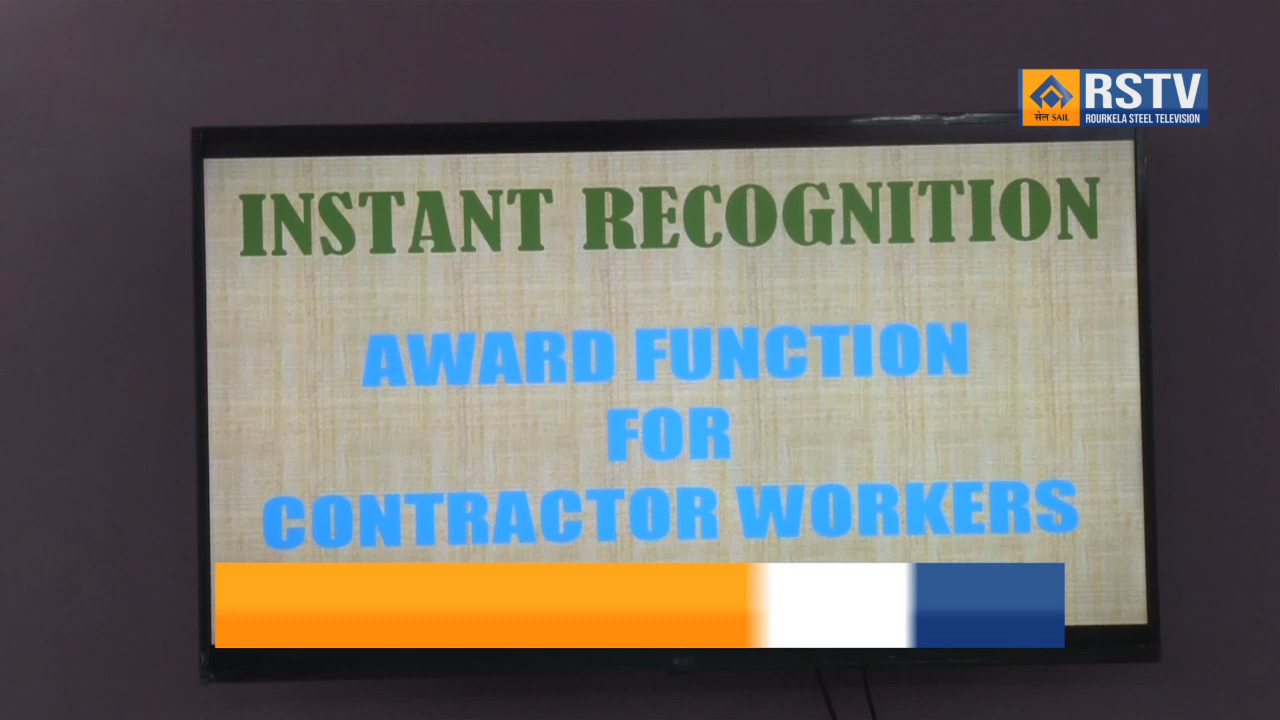 RSTV
सेल SAIL
ROURKELA STEEL TELEVISION
INSTANT RECOGNITION
AWARD FUNCTION
FOR
CONTRACTOR WORKERS